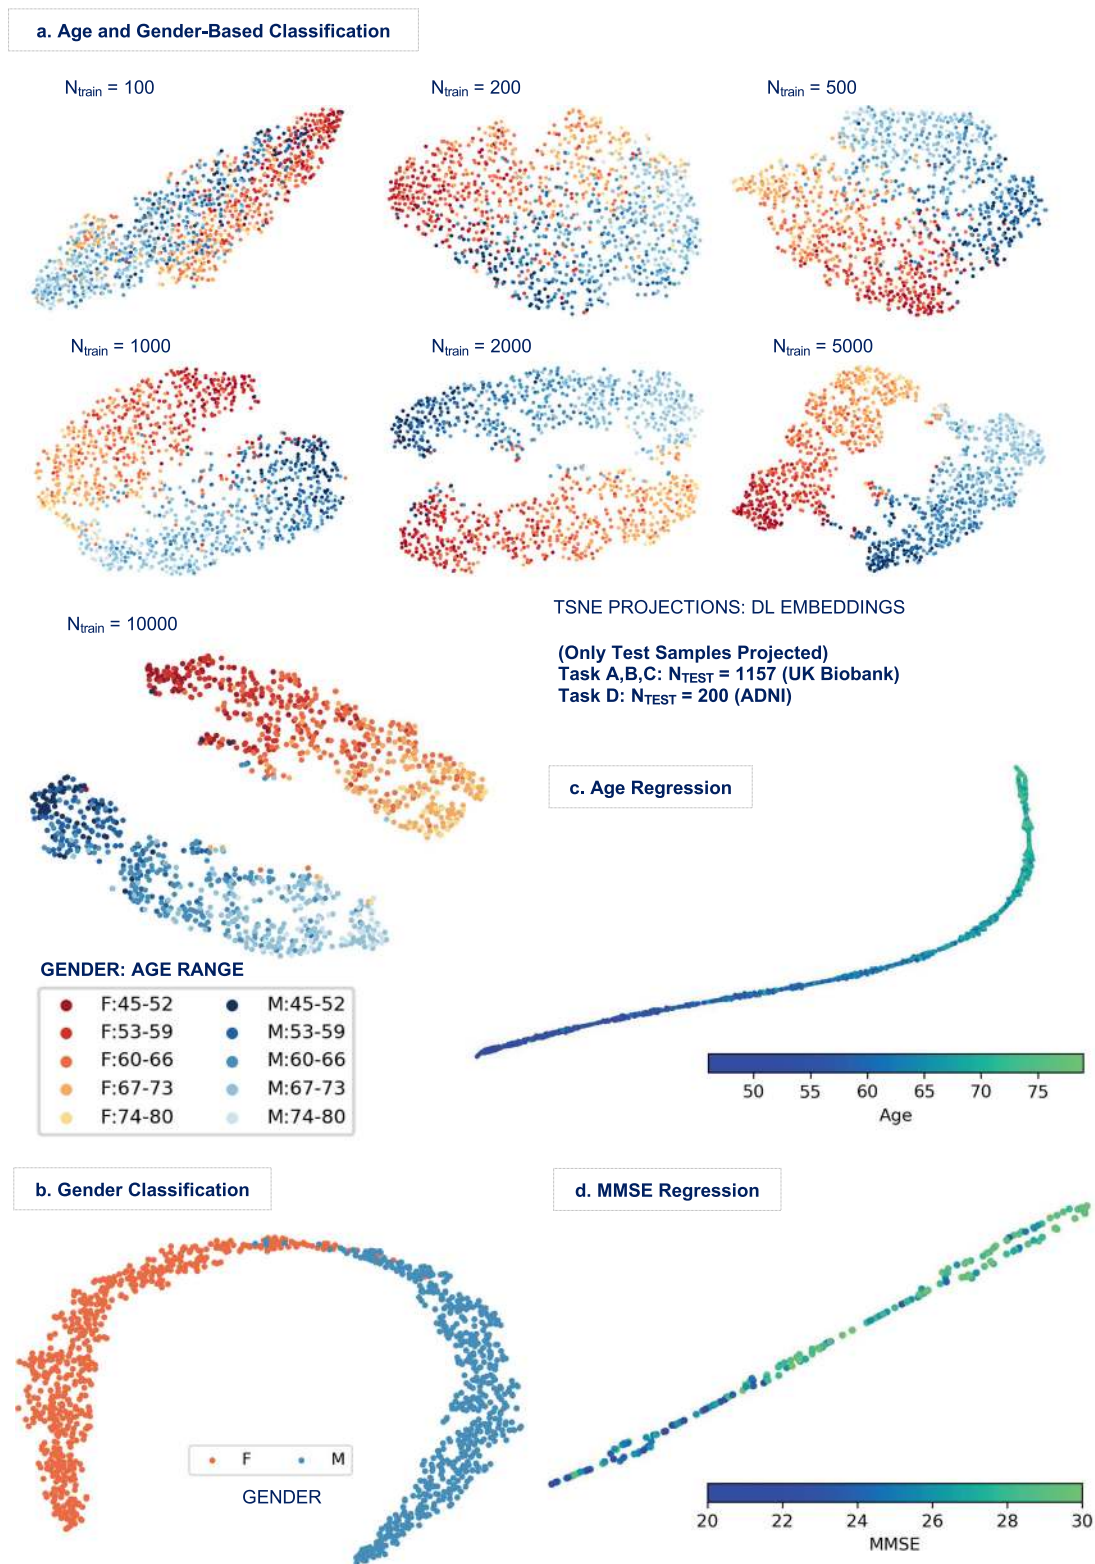 a. Age and Gender-Based Classification
Ntrain = 100
Ntrain = 200
Ntrain = 500
Ntrain = 1000
Ntrain = 2000
Ntrain = 5000
Ntrain = 10000
TSNE PROJECTIONS: DL EMBEDDINGS
(Only Test Samples Projected)
Task A,B,C: NTEST = 1157 (UK Biobank)
Task D: NTEST = 200 (ADNI)
GENDER: AGE RANGE
F:45-52 M:45-52
F:53-59 M:53-59
F:60-66 M:60-66
F:67-73 M:67-73
F:74-80 M:74-80
c. Age Regression
50 55 60 65 70 75
Age
b. Gender Classification
F M
GENDER
d. MMSE Regression
20 22 24 26 28 30
MMSE